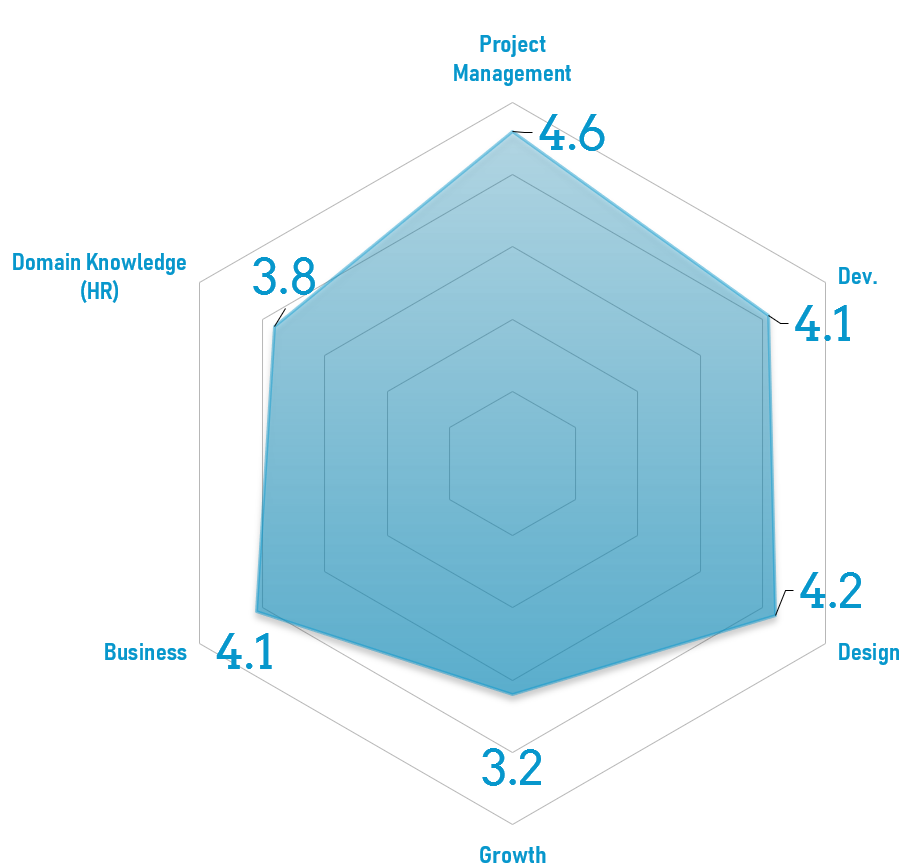 Project
Management
4.6
Domain Knowledge
(HR)
3.8
Dev.
4.1
4.2
Design
Business
4.1
3.2
Growth